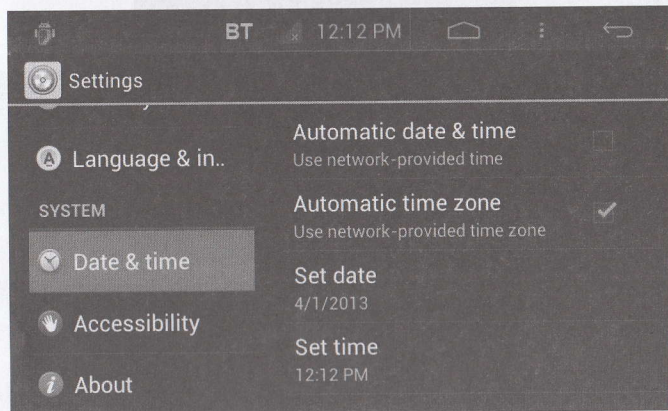 BT 12:12 PM
Settings
Language & in..
SYSTEM
Date & time
Accessibility
About
Automatic date & time
Use network-provided time
Automatic time zone
Use network-provided time zone
Set date
4/1/2013
Set time
12:12 PM